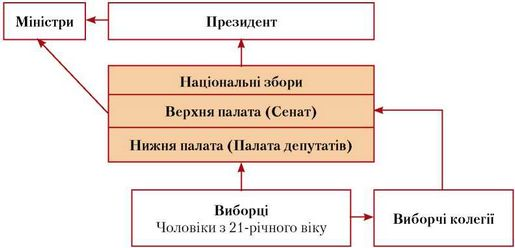 Міністри
Президент
Національні збори
Верхня палата (Сенат)
Нижня палата (Палата депутатів)
Виборці
Чоловіки з 21-річного віку
Виборчі колегії